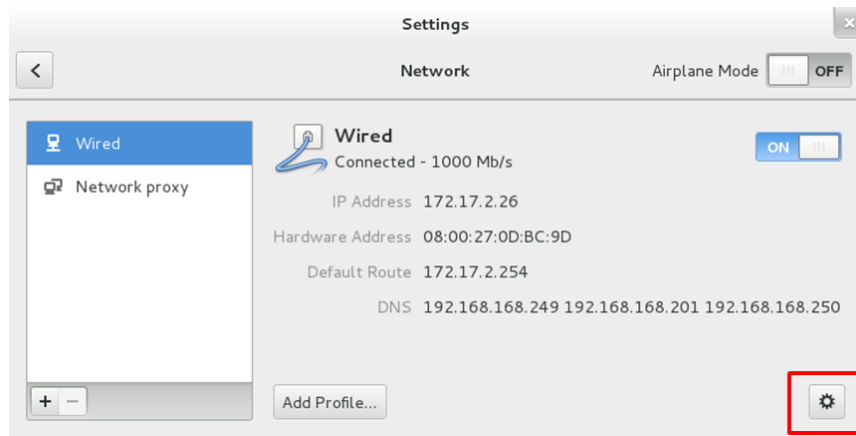 Settings
Network
Airplane Mode OFF
Wired
Network proxy
Wired
ON
Connected - 1000 Mb/s
IP Address 172.17.2.26
Hardware Address 08:00:27:0D:BC:9D
Default Route 172.17.2.254
DNS 192.168.168.249 192.168.168.201 192.168.168.250
Add Profile...